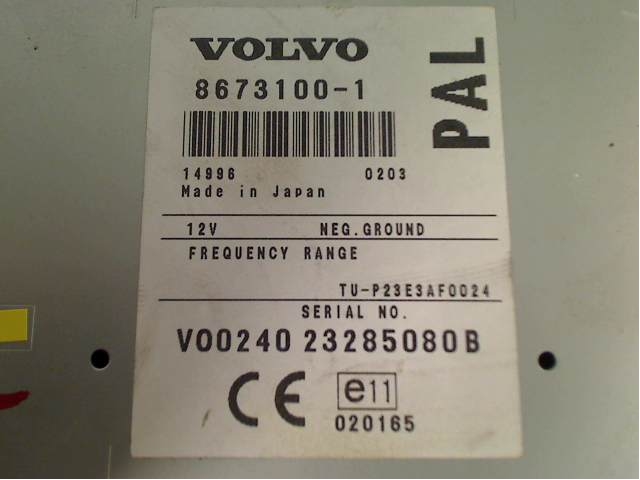 VOLVO
PAL
8673100-1
14996 0203
Made in Japan
12V NEG.GROUND
FREQUENCY RANGE
TU-P23E3AF0024
SERIAL NO.
V00240 23285080B
CE e11
020165